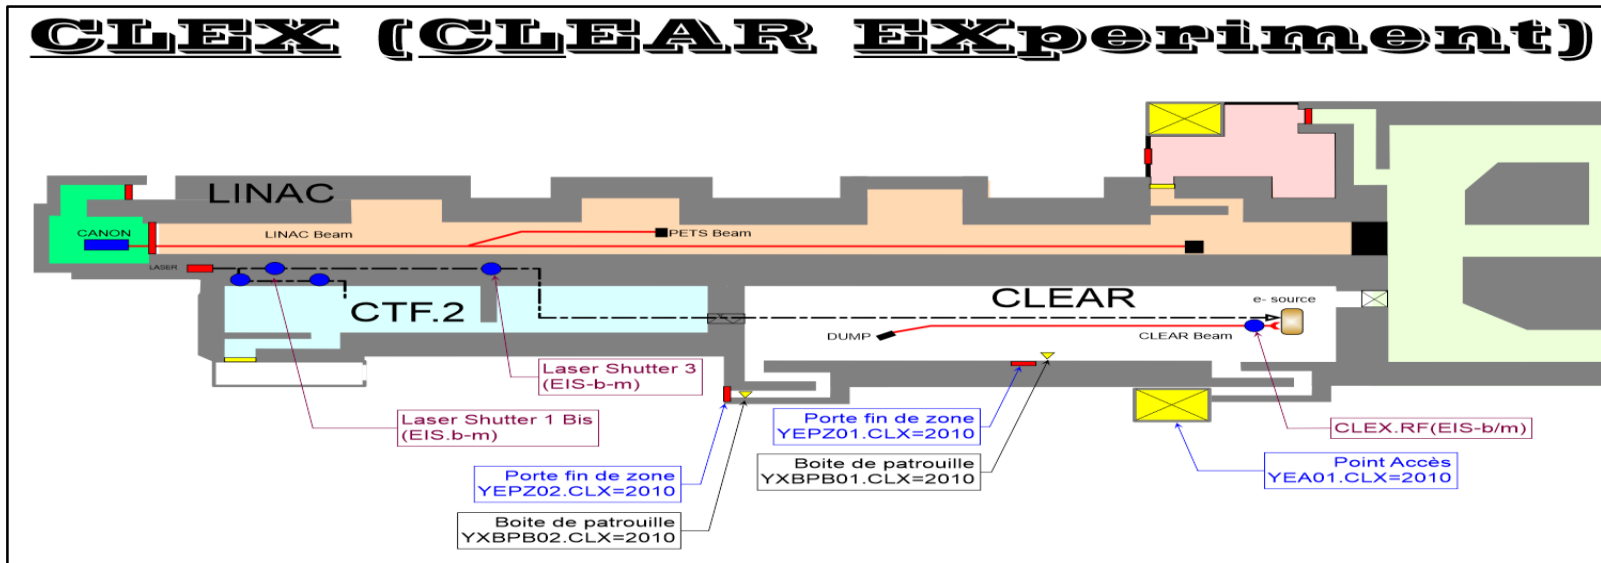 CLEX (CLEAR EXperiment)
LINAC
CANON
LINAC Beam
PETS Beam
LASER
CTF.2
CLEAR
e- source
DUMP
CLEAR Beam
Laser Shutter 3
(EIS-b-m)
Laser Shutter 1 Bis
(EIS.b-m)
Porte fin de zone
YEPZ01.CLX=2010
CLEX.RF(EIS-b/m)
Boite de patrouille
YXBPB01.CLX=2010
Point Accès
YEA01.CLX=2010
Porte fin de zone
YEPZ02.CLX=2010
Boite de patrouille
YXBPB02.CLX=2010